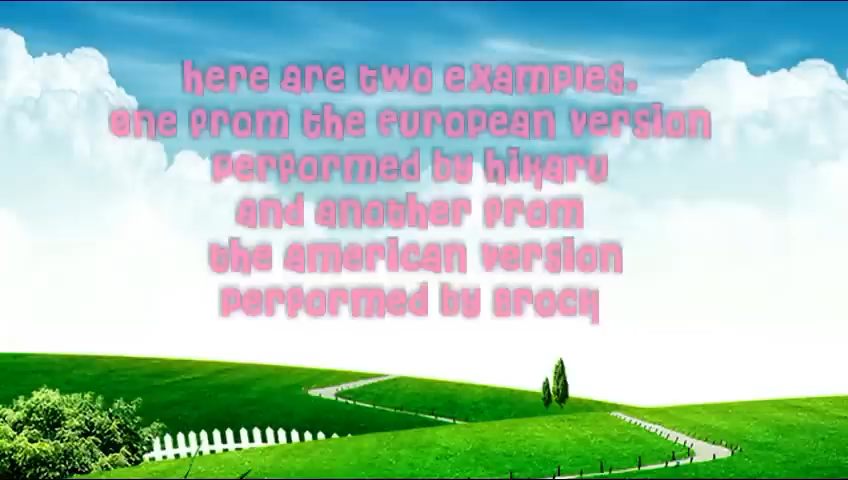 here are two examples.
one from the european version
performed by hikaru
and another from
the american version
performed by Brock